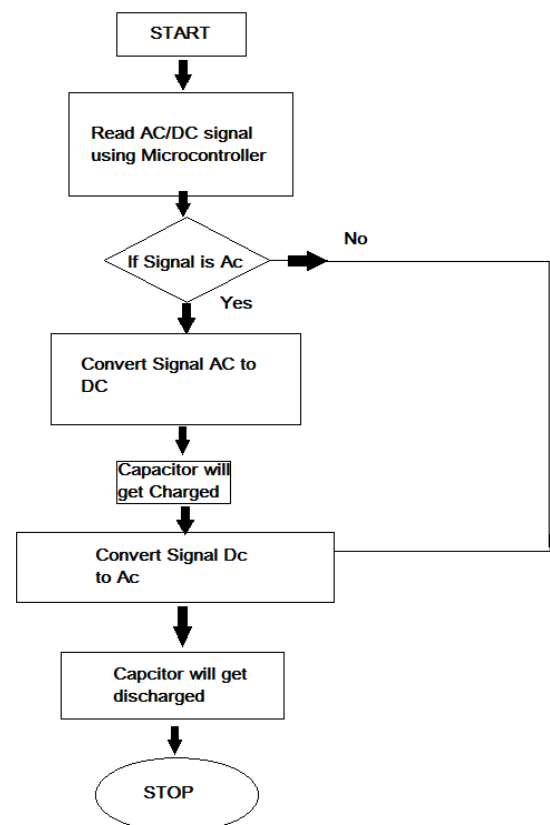 START
Read AC/DC signal
using Microcontroller
If Signal is Ac
No
Yes
Convert Signal AC to
DC
Capacitor will
get Charged
Convert Signal Dc
to Ac
Capcitor will get
discharged
STOP